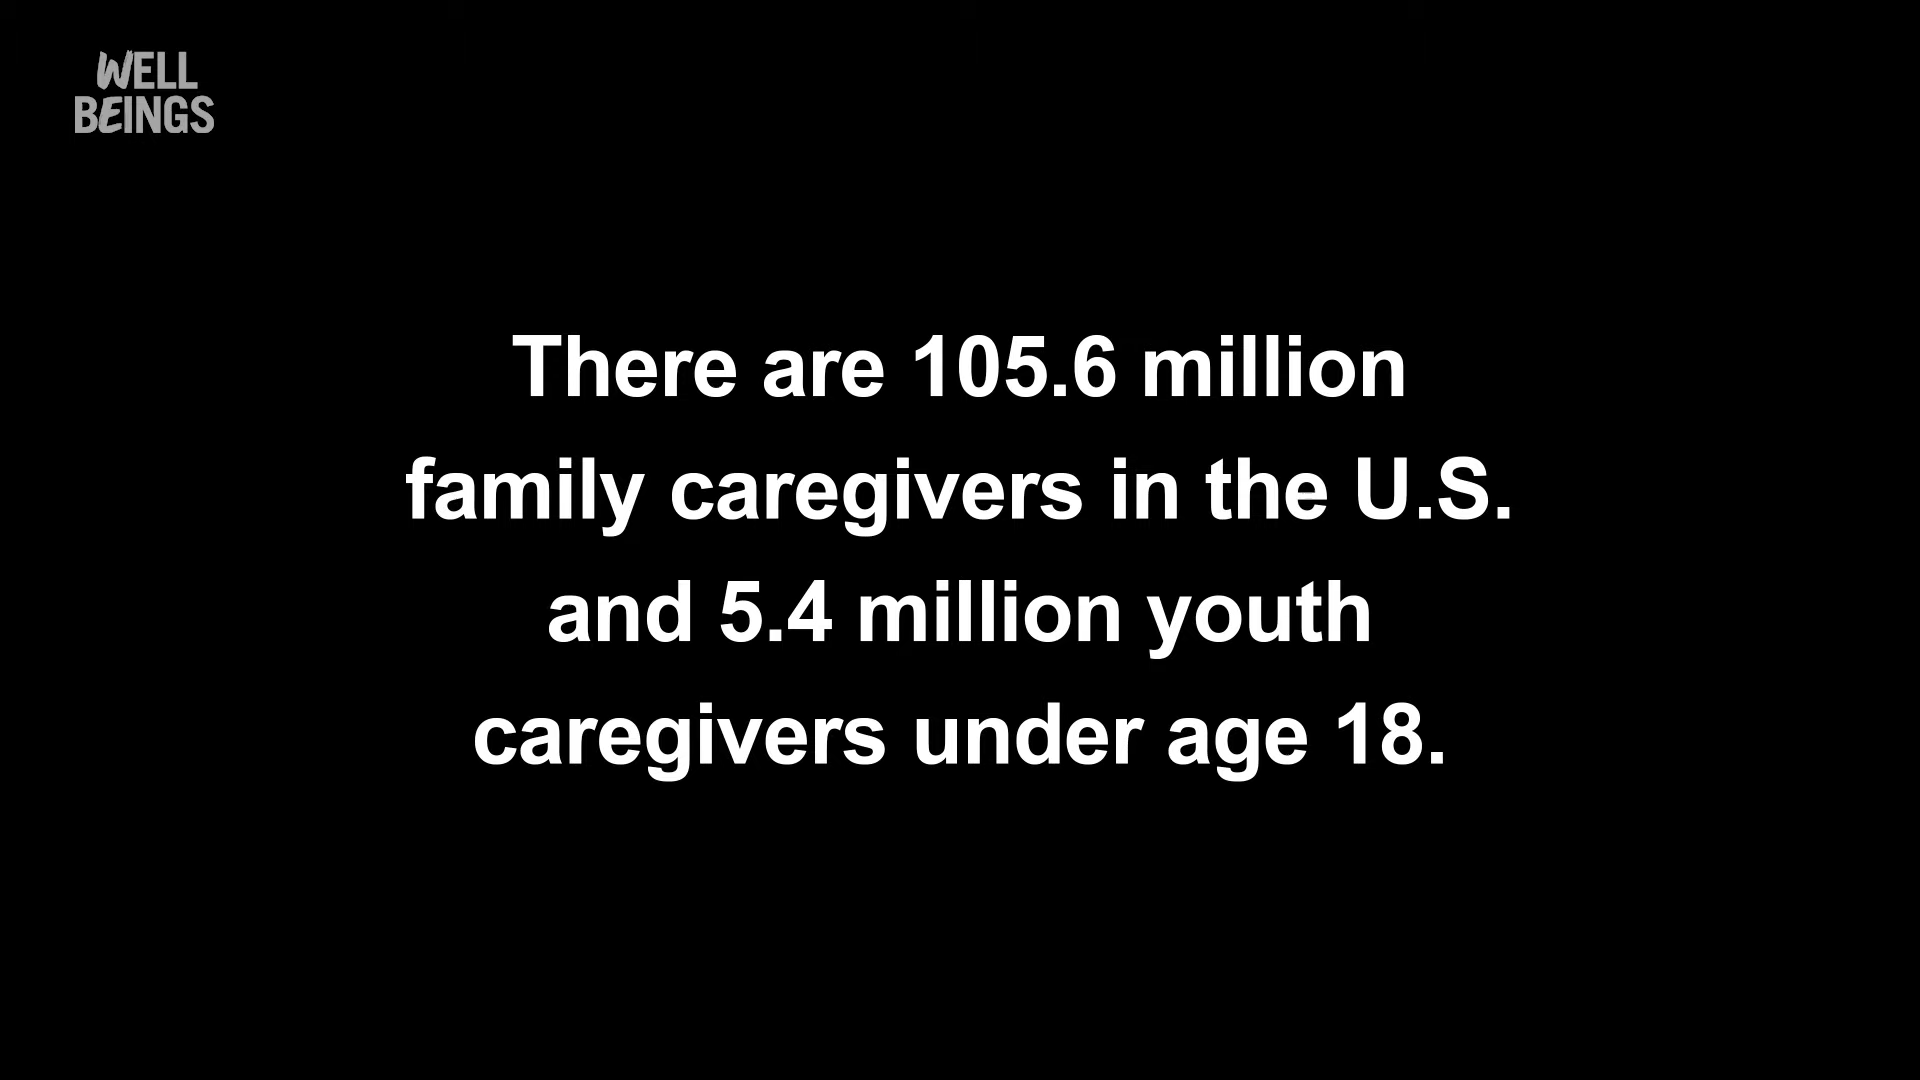 WELL
BEINGS
There are 105.6 million
family caregivers in the U.S.
and 5.4 million youth
caregivers under age 18.